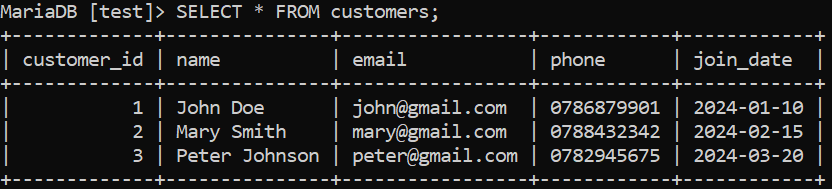 MariaDB [test]> SELECT * FROM customers;
+-------------+---------------+-----------------+------------+------------+
| customer_id | name          | email           | phone      | join_date  |
+-------------+---------------+-----------------+------------+------------+
|           1 | John Doe      | john@gmail.com  | 0786879901 | 2024-01-10 |
|           2 | Mary Smith    | mary@gmail.com  | 0788432342 | 2024-02-15 |
|           3 | Peter Johnson | peter@gmail.com | 0782945675 | 2024-03-20 |
+-------------+---------------+-----------------+------------+------------+